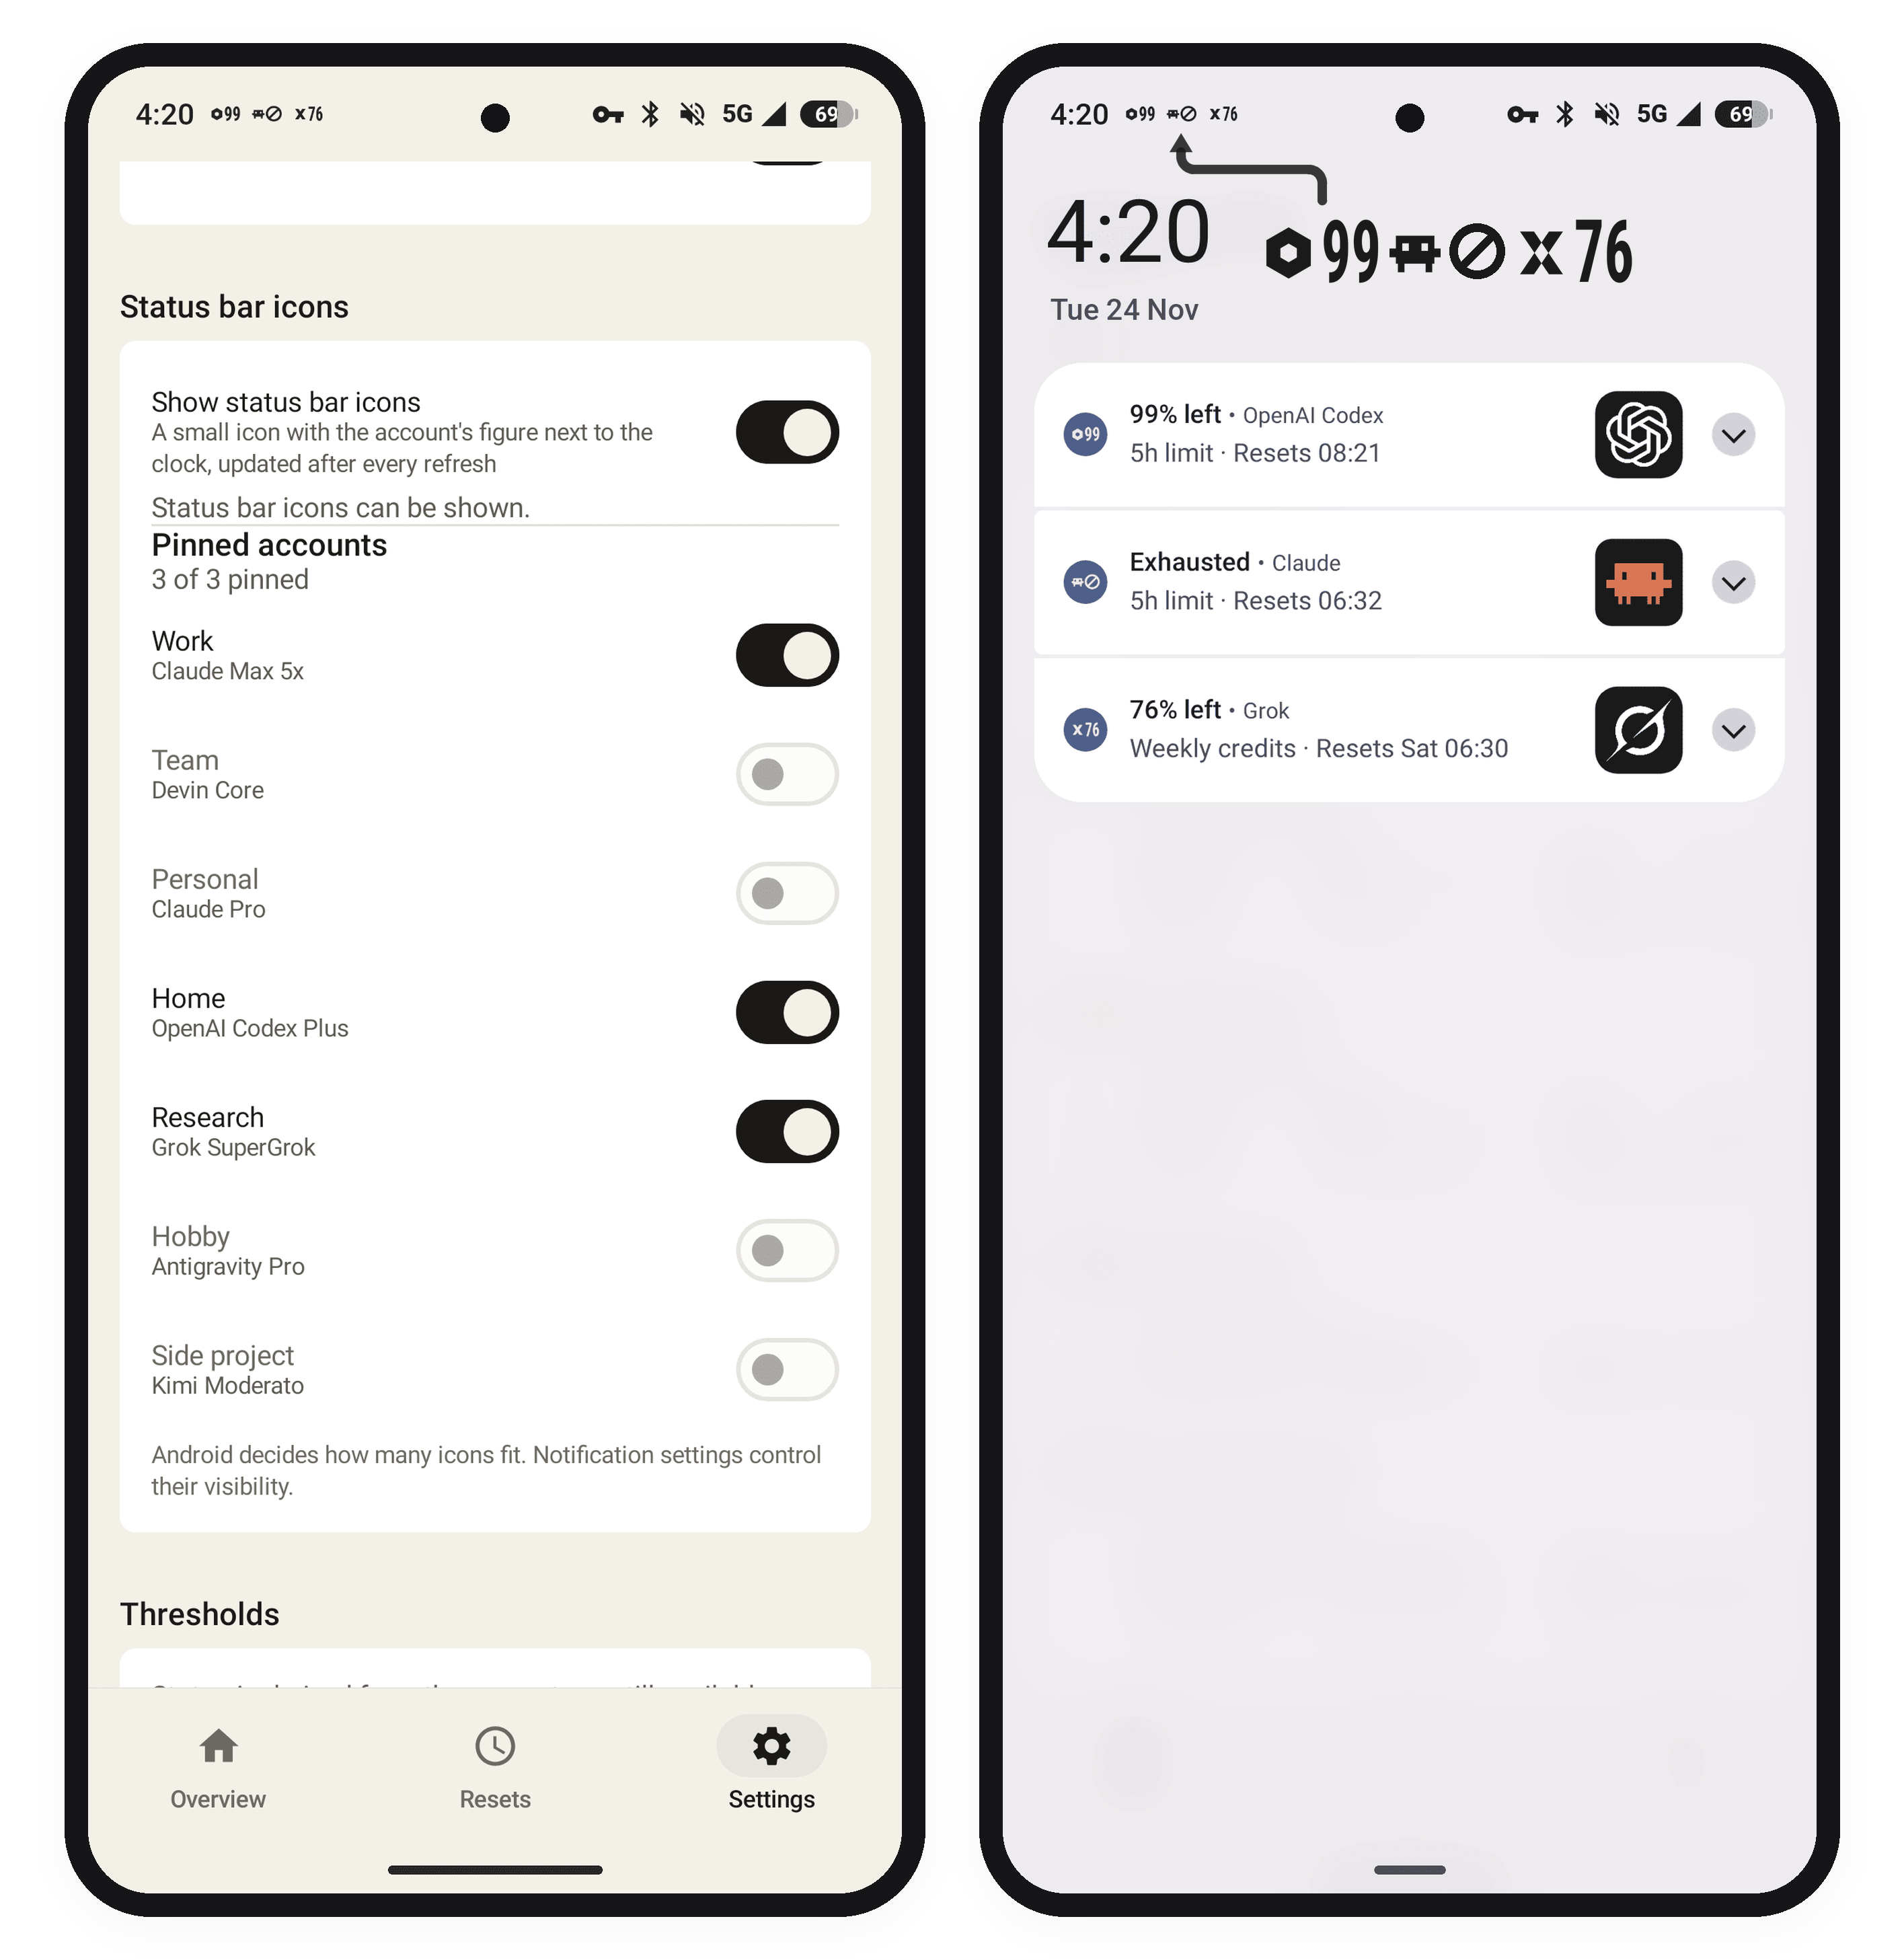 4:20 99 x 76 5G 69
Status bar icons
Show status bar icons
A small icon with the account's figure next to the
clock, updated after every refresh
Status bar icons can be shown.
Pinned accounts
3 of 3 pinned
Work
Claude Max 5x
Team
Devin Core
Personal
Claude Pro
Home
OpenAI Codex Plus
Research
Grok SuperGrok
Hobby
Antigravity Pro
Side project
Kimi Moderato
Android decides how many icons fit. Notification settings control
their visibility.
Thresholds
Overview
Resets
Settings
4:20 99 x 76 5G 69
4:20 99 x 76
Tue 24 Nov
99 99% left • OpenAI Codex
5h limit · Resets 08:21
Exhausted • Claude
5h limit · Resets 06:32
x 76 76% left • Grok
Weekly credits · Resets Sat 06:30